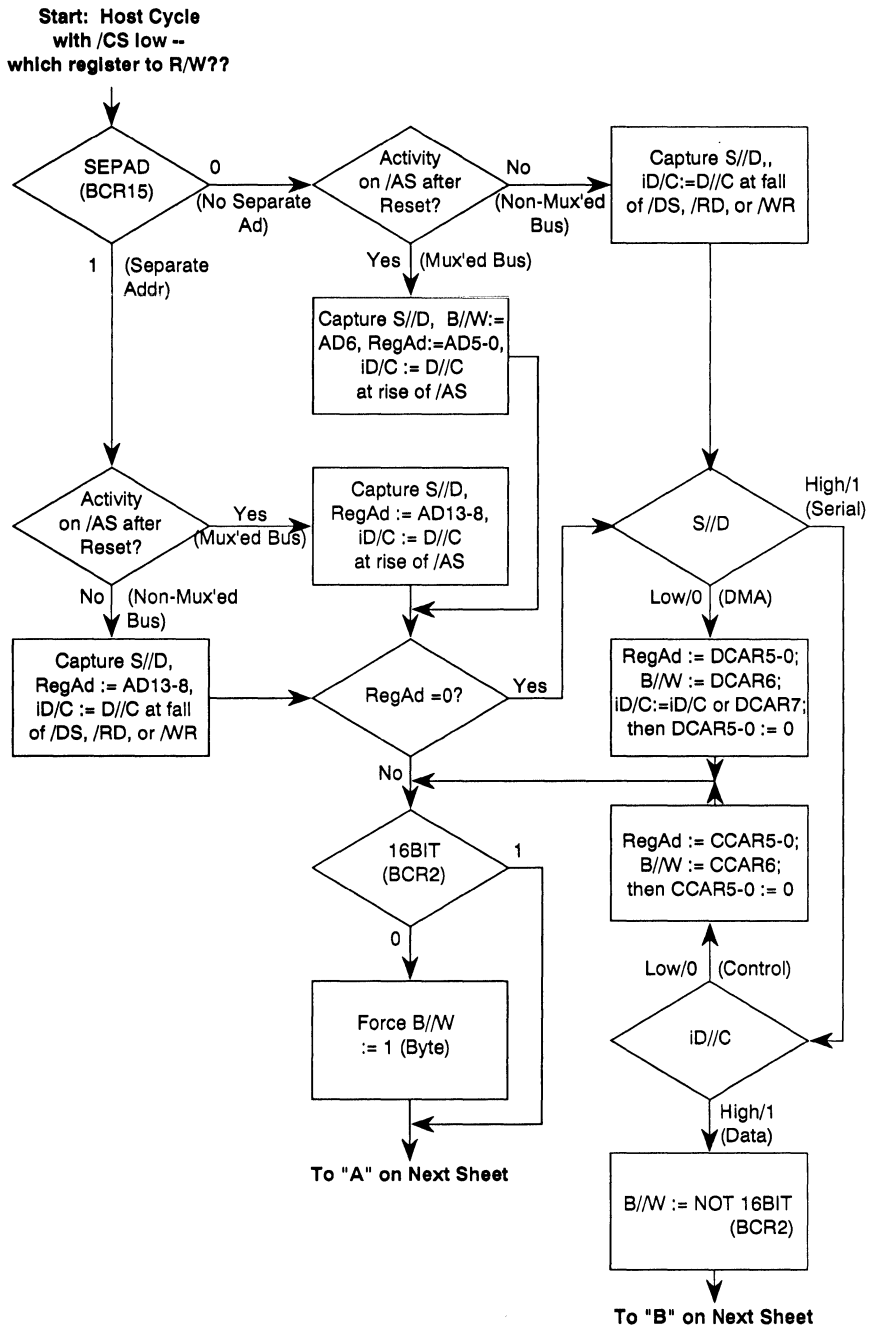 Start: Host Cycle
with /CS low --
which register to R/W??
SEPAD
(BCR15)
0
(No Separate
Ad)
Activity
on /AS after
Reset?
No
(Non-Mux'ed
Bus)
Capture S//D,,
iD/C:=D//C at fall
of /DS, /RD, or /WR
1 (Separate
Addr)
Yes (Mux'ed Bus)
Capture S//D, B//W:=
AD6, RegAd:=AD5-0,
iD/C := D//C
at rise of /AS
Activity
on /AS after
Reset?
Yes
(Mux'ed Bus)
Capture S//D,
RegAd := AD13-8,
iD/C := D//C
at rise of /AS
S//D
High/1
(Serial)
No (Non-Mux'ed
Bus)
Low/0 (DMA)
Capture S//D,
RegAd := AD13-8,
iD/C := D//C at fall
of /DS, /RD, or /WR
RegAd =0?
Yes
RegAd := DCAR5-0;
B//W := DCAR6;
iD/C:=iD/C or DCAR7;
then DCAR5-0 := 0
No
16BIT
(BCR2)
1
0
RegAd := CCAR5-0;
B//W := CCAR6;
then CCAR5-0 := 0
Low/0 (Control)
Force B//W
:= 1 (Byte)
iD//C
High/1
(Data)
To "A" on Next Sheet
B//W := NOT 16BIT
(BCR2)
To "B" on Next Sheet